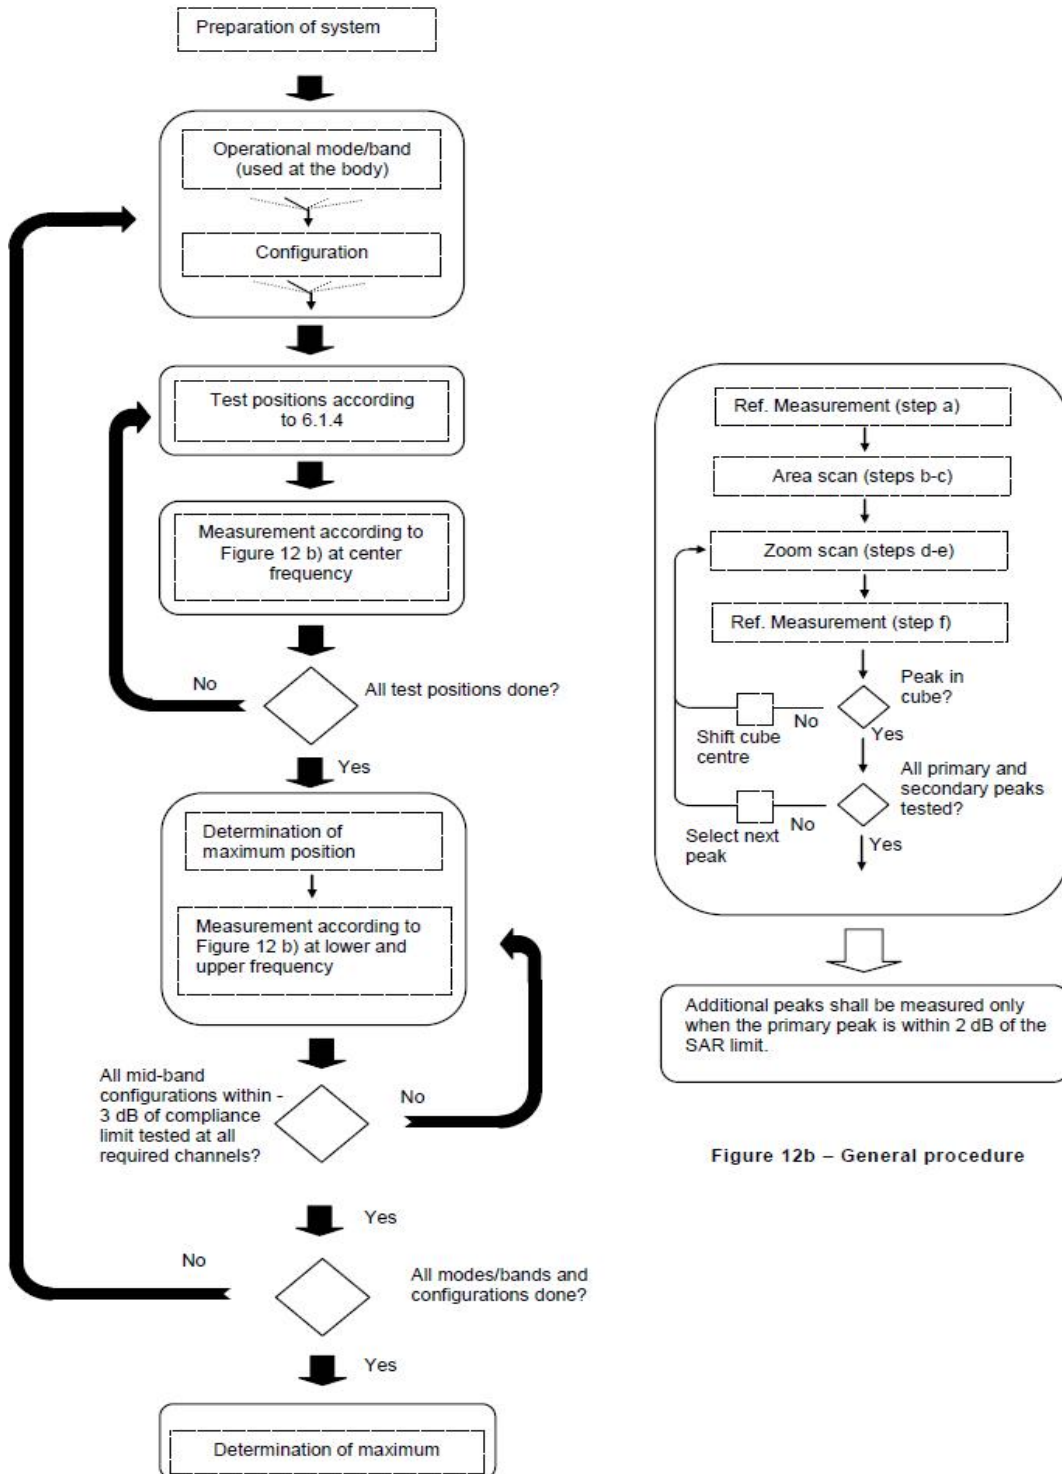 Preparation of system
Operational mode/band
(used at the body)
Configuration
Test positions according
to 6.1.4
Measurement according to
Figure 12 b) at center
frequency
No
All test positions done?
Yes
Determination of
maximum position
Measurement according to
Figure 12 b) at lower and
upper frequency
All mid-band
configurations within -
3 dB of compliance
limit tested at all
required channels?
No
Yes
No
All modes/bands and
configurations done?
Yes
Determination of maximum
Ref. Measurement (step a)
Area scan (steps b-c)
Zoom scan (steps d-e)
Ref. Measurement (step f)
Peak in
cube?
No
Shift cube
centre
Yes
All primary and
secondary peaks
tested?
No
Select next
peak
Yes
Additional peaks shall be measured only
when the primary peak is within 2 dB of the
SAR limit.
Figure 12b – General procedure